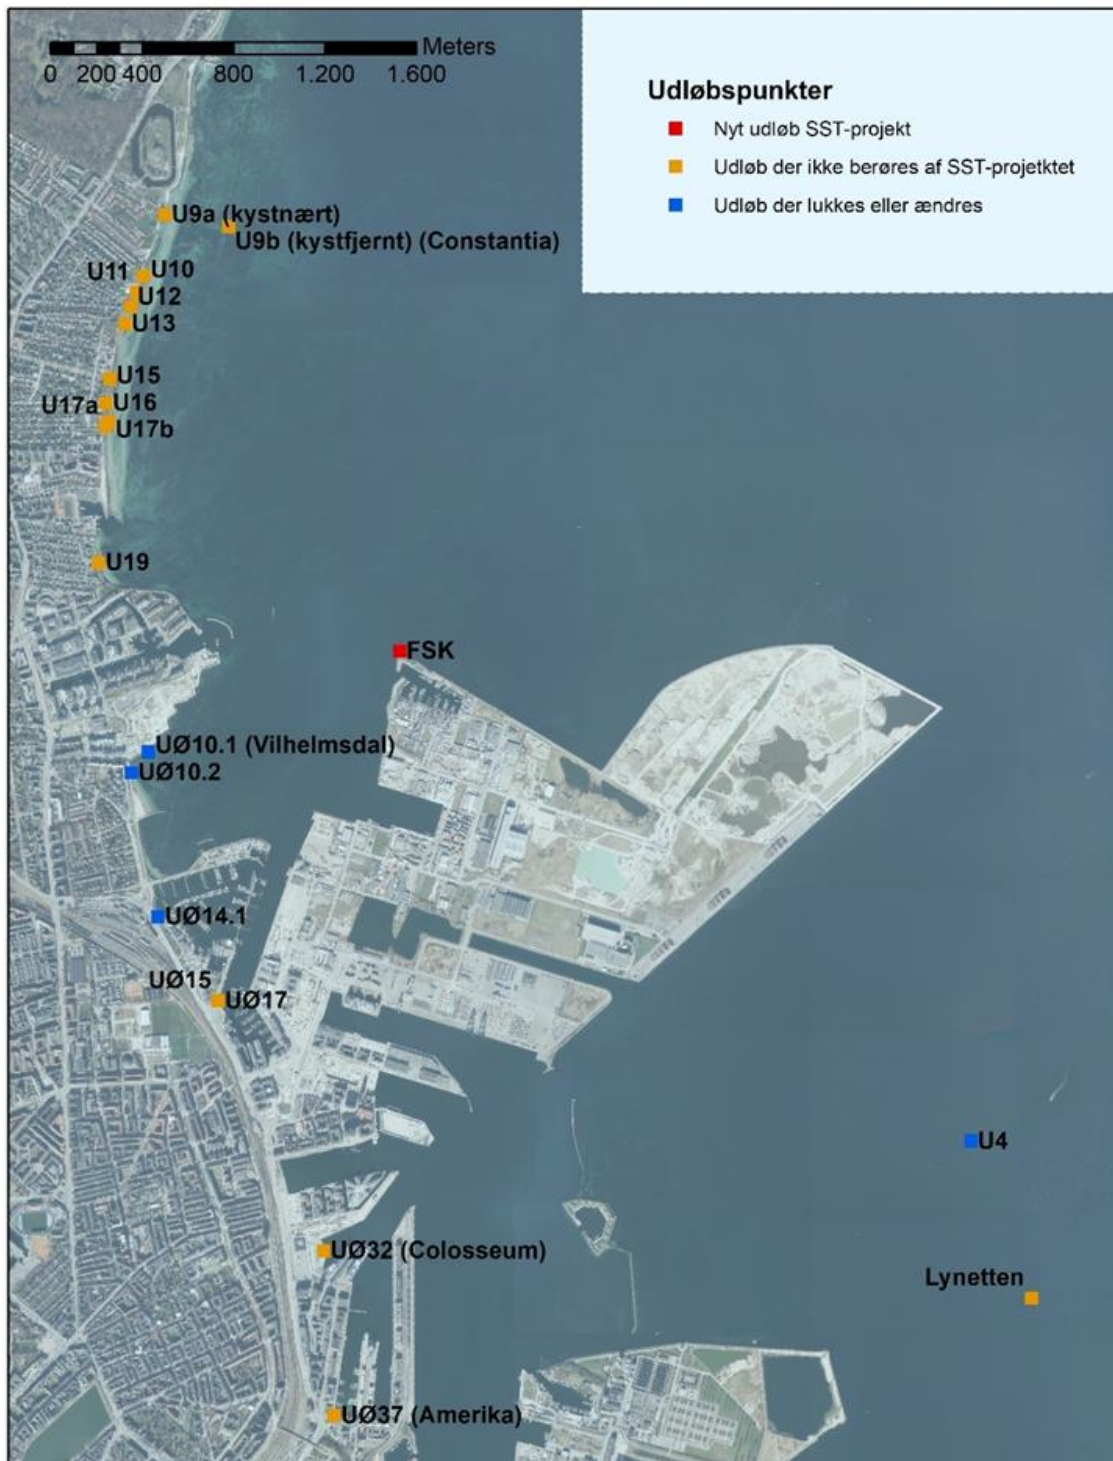 Meters
0 200 400 800 1.200 1.600
Udløbspunkter
Nyt udløb SST-projekt
Udløb der ikke berøres af SST-projetktet
Udløb der lukkes eller ændres
U9a (kystnært)
U9b (kystfjernt) (Constantia)
U11 U10
U12
U13
U15
U17a U16
U17b
U19
FSK
UØ10.1 (Vilhelmsdal)
UØ10.2
UØ14.1
UØ15
UØ17
U4
UØ32 (Colosseum)
Lynetten
UØ37 (Amerika)